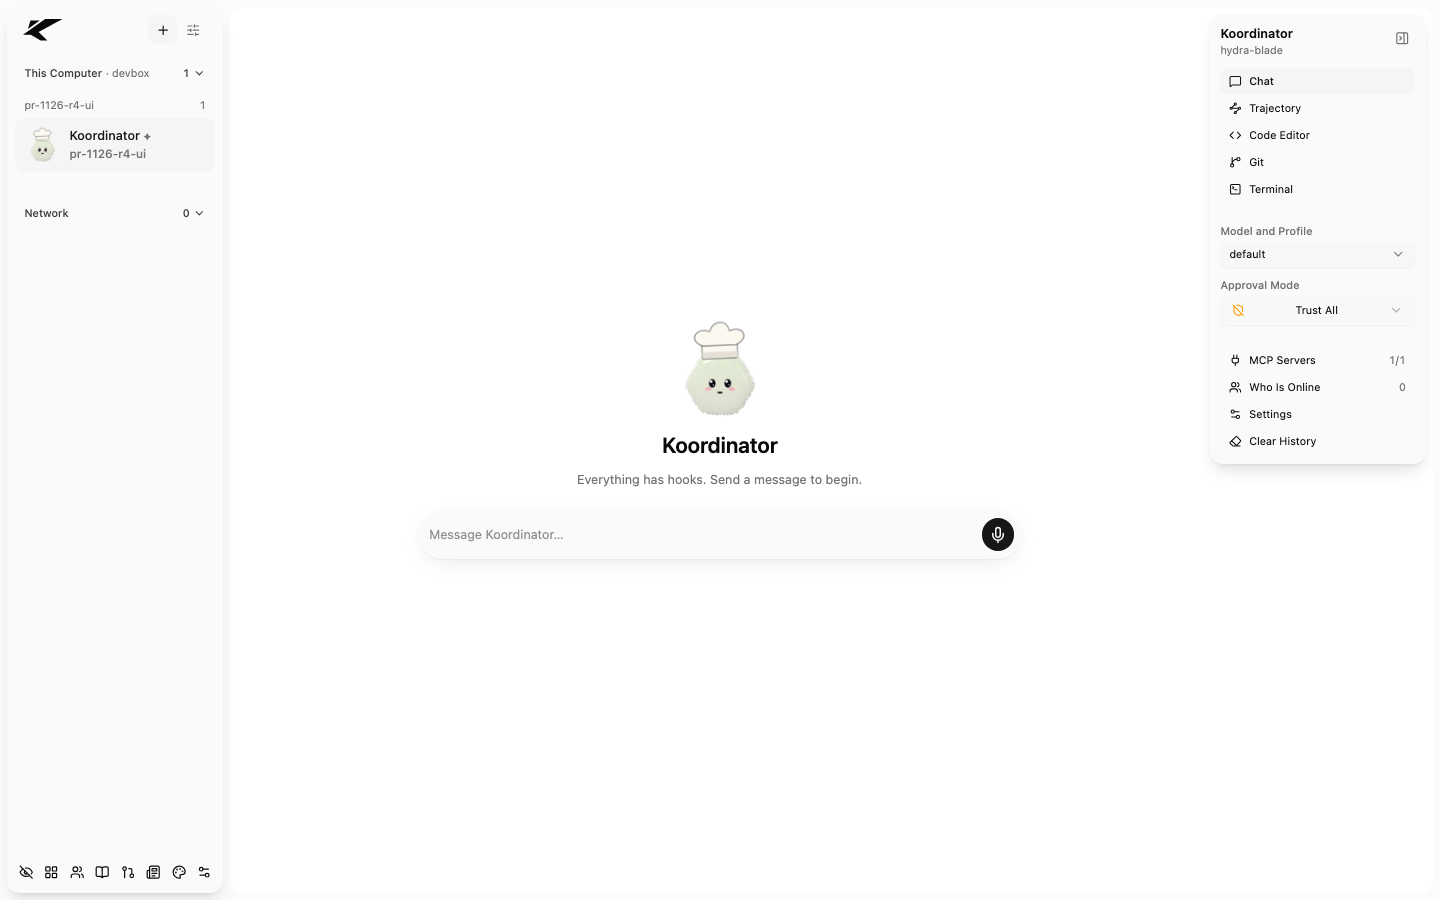 This Computer · devbox 1
pr-1126-r4-ui 1
Koordinator
pr-1126-r4-ui
Network 0
Koordinator
Everything has hooks. Send a message to begin.
Message Koordinator...
Koordinator
hydra-blade
Chat
Trajectory
Code Editor
Git
Terminal
Model and Profile
default
Approval Mode
Trust All
MCP Servers 1/1
Who Is Online 0
Settings
Clear History